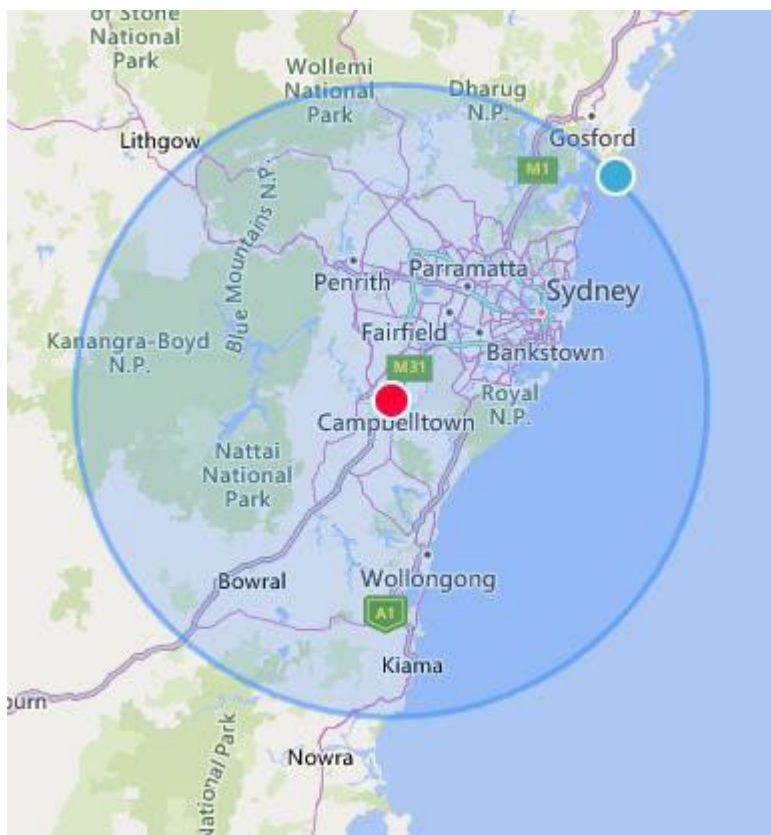 of Stone
National
Park
Wollemi
National
Park
Dharug
N.P.
Lithgow
Gosford
M1
Blue Mountains N.P.
Penrith
Parramatta
Sydney
Fairfield
Kanangra-Boyd
N.P.
Bankstown
M31
Royal
N.P.
Campbelltown
Nattai
National
Park
Bowral
Wollongong
A1
Kiama
burn
Nowra
National Park